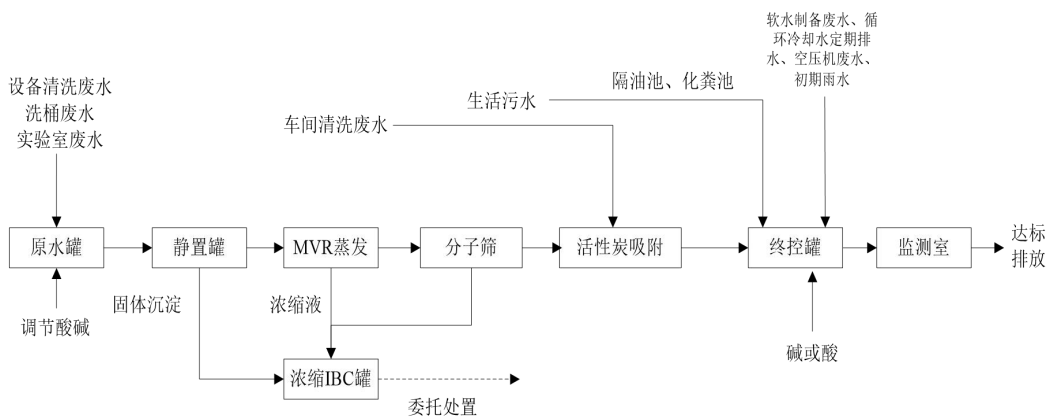 软水制备废水、循
环冷却水定期排
水、空压机废水、
初期雨水
设备清洗废水
洗桶废水
实验室废水
隔油池、化粪池
生活污水
车间清洗废水
原水罐
静置罐
MVR蒸发
分子筛
活性炭吸附
终控罐
监测室
达标
排放
固体沉淀
浓缩液
调节酸碱
碱或酸
浓缩IBC罐
委托处置